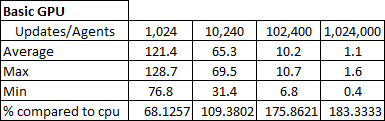 Basic GPU
Updates/Agents 1,024 10,240 102,400 1,024,000
Average 121.4 65.3 10.2 1.1
Max 128.7 69.5 10.7 1.6
Min 76.8 31.4 6.8 0.4
% compared to cpu 68.1257 109.3802 175.8621 183.3333